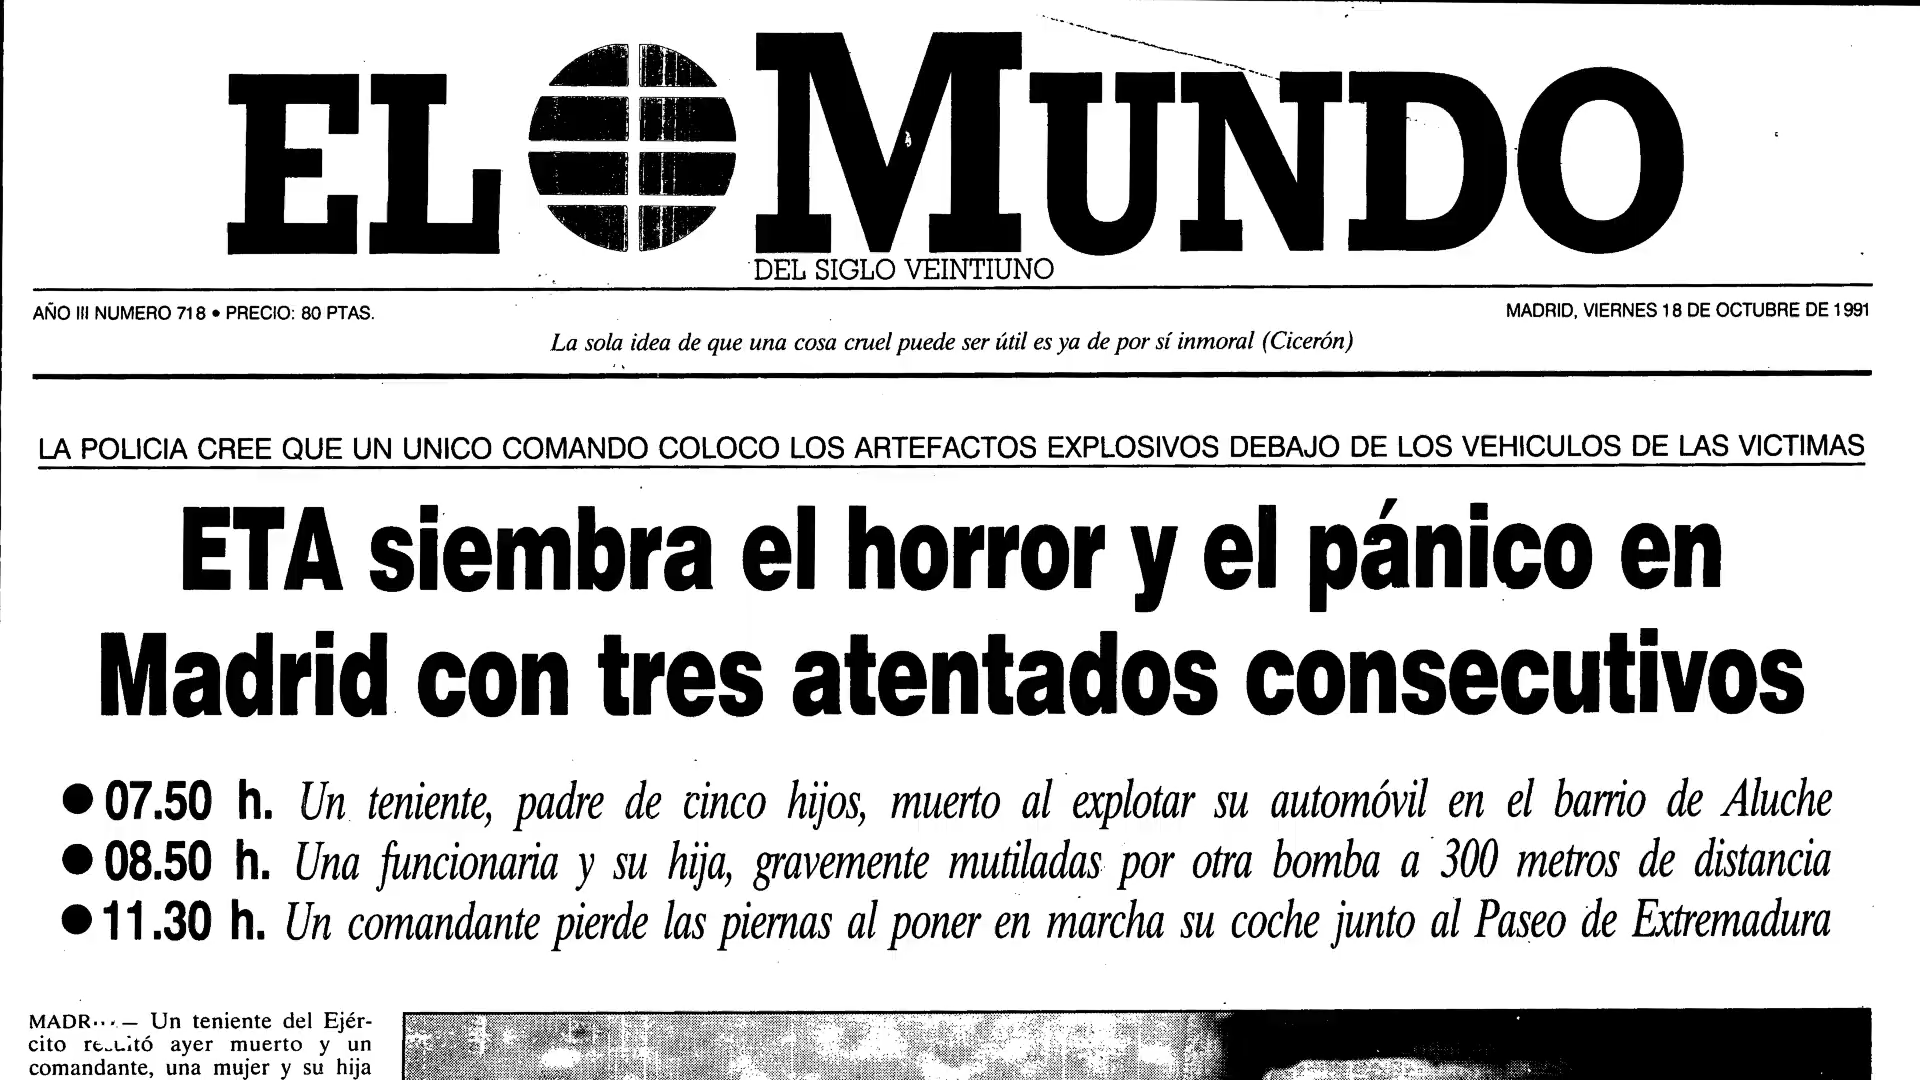 EL MUNDO
DEL SIGLO VEINTIUNO
AÑO III NUMERO 718 • PRECIO: 80 PTAS.
MADRID, VIERNES 18 DE OCTUBRE DE 1991
La sola idea de que una cosa cruel puede ser útil es ya de por sí inmoral (Cicerón)
LA POLICIA CREE QUE UN UNICO COMANDO COLOCO LOS ARTEFACTOS EXPLOSIVOS DEBAJO DE LOS VEHICULOS DE LAS VICTIMAS
ETA siembra el horror y el pánico en
Madrid con tres atentados consecutivos
● 07.50 h. Un teniente, padre de cinco hijos, muerto al explotar su automóvil en el barrio de Aluche
● 08.50 h. Una funcionaria y su hija, gravemente mutiladas por otra bomba a 300 metros de distancia
● 11.30 h. Un comandante pierde las piernas al poner en marcha su coche junto al Paseo de Extremadura
— Un teniente del Ejér-
cito ayer muerto y un
comandante, una mujer y su hija